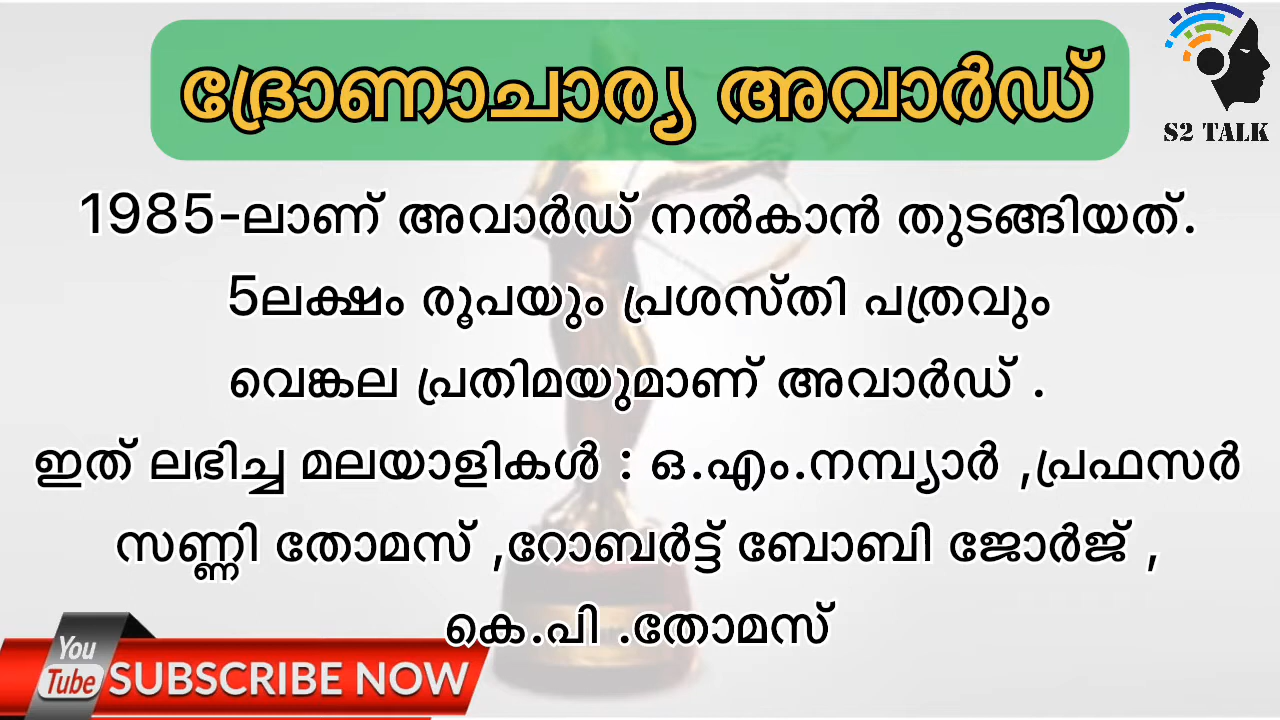 ദ്രോണാചാര്യ അവാർഡ്
S2 TALK
1985-ലാണ് അവാർഡ് നൽകാൻ തുടങ്ങിയത്.
5ലക്ഷം രൂപയും പ്രശസ്തി പത്രവും
വെങ്കല പ്രതിമയുമാണ് അവാർഡ് .
ഇത് ലഭിച്ച മലയാളികൾ : ഒ.എം.നമ്പ്യാർ ,പ്രഫസർ
സണ്ണി തോമസ് ,റോബർട്ട് ബോബി ജോർജ് ,
കെ.പി .തോമസ്
You
Tube SUBSCRIBE NOW